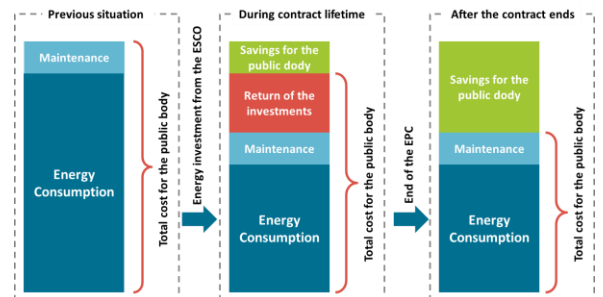 Previous situation
During contract lifetime
After the contract ends
Maintenance
Energy
Consumption
Total cost for the public body
Energy investment from the ESCO
Savings for the
public dody
Return of the
investments
Maintenance
Energy
Consumption
Total cost for the public body
End of the EPC
Savings for the
public dody
Maintenance
Energy
Consumption
Total cost for the public body